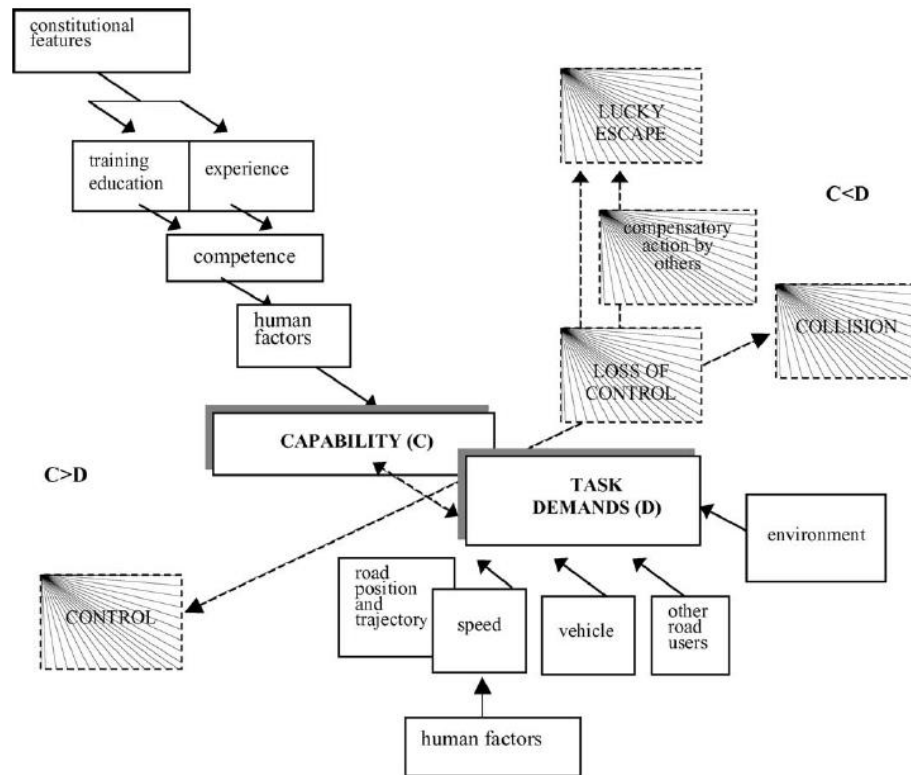 constitutional
features
LUCKY
ESCAPE
training
education
experience
C<D
compensatory
action by
others
competence
human
factors
COLLISION
LOSS OF
CONTROL
CAPABILITY (C)
C>D
TASK
DEMANDS (D)
environment
road
position
and
trajectory
speed
vehicle
other
road
users
CONTROL
human factors